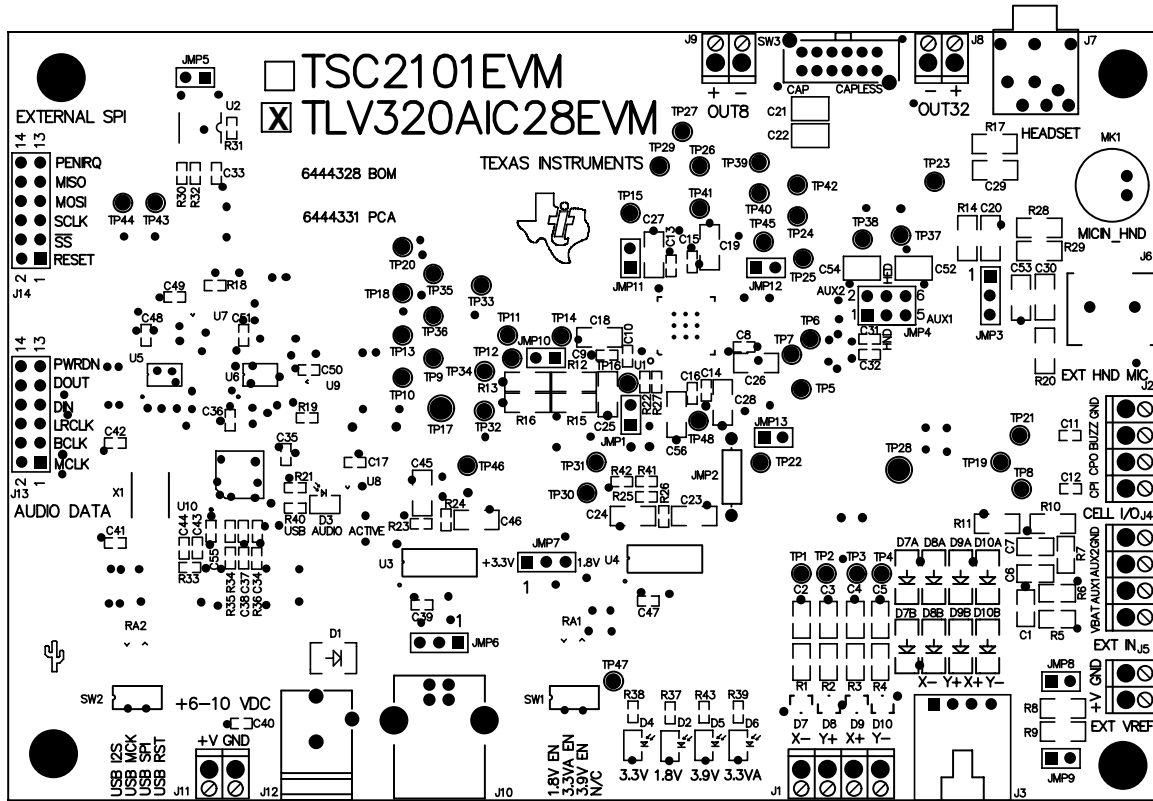 J9
SW3
J8
J7
JMP5
TSC2101EVM
X TLV320AIC28EVM
+ −
OUT8
CAP
CAPLESS
− +
OUT32
HEADSET
C21
C22
TP27
R17
MK1
EXTERNAL SPI
U2
R31
14 13
PENIRQ
MISO
MOSI
SCLK
SS
RESET
2 1
J14
R30
R32
C33
TP44
TP43
6444328 BOM
6444331 PCA
TEXAS INSTRUMENTS
TP29
TP26
TP39
TP42
TP23
C29
TP15
TP41
TP40
TP45
TP24
TP38
TP37
R14
C20
R28
R29
MICIN_HND
J6
C27
C13
C15
C19
JMP11
JMP12
TP25
C54
C52
HED
AUX2
2 6
1 5
AUX1
HND
JMP4
C31
C32
1
JMP3
C53
C30
R20
EXT HND MIC
J2
TP20
TP18
TP35
TP33
TP36
TP13
TP9
TP10
TP17
TP34
TP32
TP11
TP12
TP14
JMP10
C18
C9
C10
R12
R13
TP16
U1
R16
R15
C25
R22
R27
JMP1
C16
C14
C28
C56
TP48
C8
C26
TP7
TP6
TP5
JMP13
TP22
JMP2
TP28
TP21
TP19
TP8
C11
C12
CPI CPO BUZZ GND
CELL I/O
J4
C49
R18
C48
U7
C51
U5
U6
C50
U9
R19
C36
C35
14 13
PWRDN
DOUT
DIN
LRCLK
BCLK
MCLK
2 1
J13
AUDIO DATA
C42
X1
C41
U10
C44
C43
R33
C55
R35
R34
C38
C37
R36
C34
R21
R40
D3
USB AUDIO ACTIVE
C17
U8
C45
R23
R24
C46
TP46
TP31
TP30
R42
R41
R25
R26
C24
C23
U3
+3.3V
JMP7
1.8V
1
U4
C39
C47
1
JMP6
RA1
RA2
D1
TP1
TP2
TP3
TP4
C2
C3
C4
C5
R1
R2
R3
R4
D7A D8A D9A D10A
D7B D8B D9B D10B
X− Y+ X+ Y−
R11
R10
C7
C6
R7
R6
C1
R5
VBAT AUX1 AUX2 GND
EXT IN
J5
JMP8
+V GND
R8
R9
EXT VREF
JMP9
SW2
+6−10 VDC
C40
+V GND
USB I2S
USB MCK
USB SPI
USB RST
J11
J12
J10
SW1
TP47
1.8V EN
3.3VA EN
3.9V EN
N/C
R38
R37
R43
R39
D4
D2
D5
D6
3.3V
1.8V
3.9V
3.3VA
D7 D8 D9 D10
X− Y+ X+ Y−
J1
J3